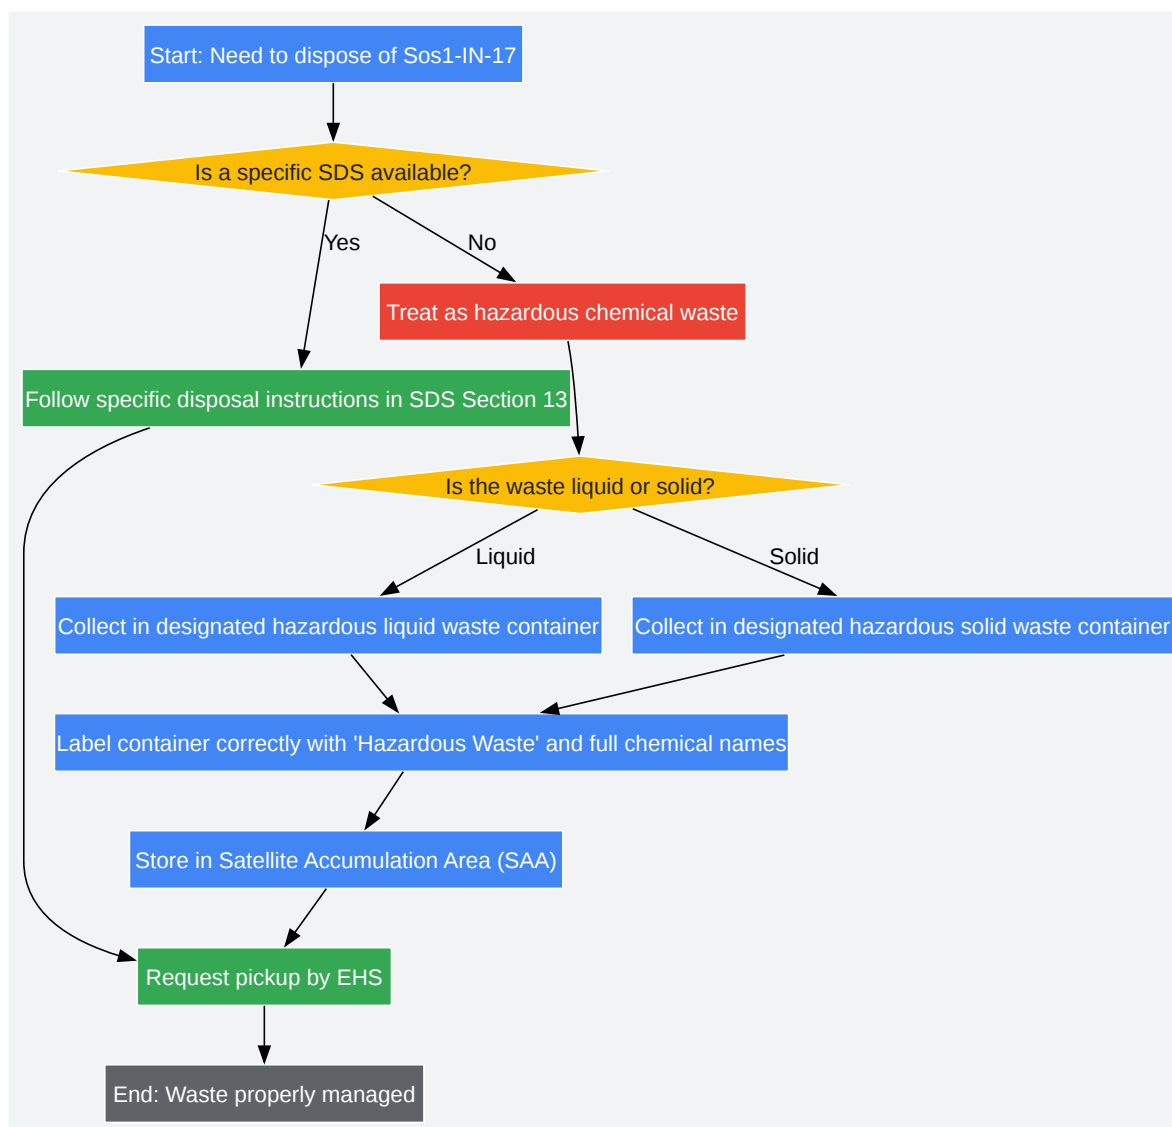 Start: Need to dispose of Sos1-IN-17
Is a specific SDS available?
Yes
No
Treat as hazardous chemical waste
Follow specific disposal instructions in SDS Section 13
Is the waste liquid or solid?
Liquid
Solid
Collect in designated hazardous liquid waste container
Collect in designated hazardous solid waste container
Label container correctly with 'Hazardous Waste' and full chemical names
Store in Satellite Accumulation Area (SAA)
Request pickup by EHS
End: Waste properly managed